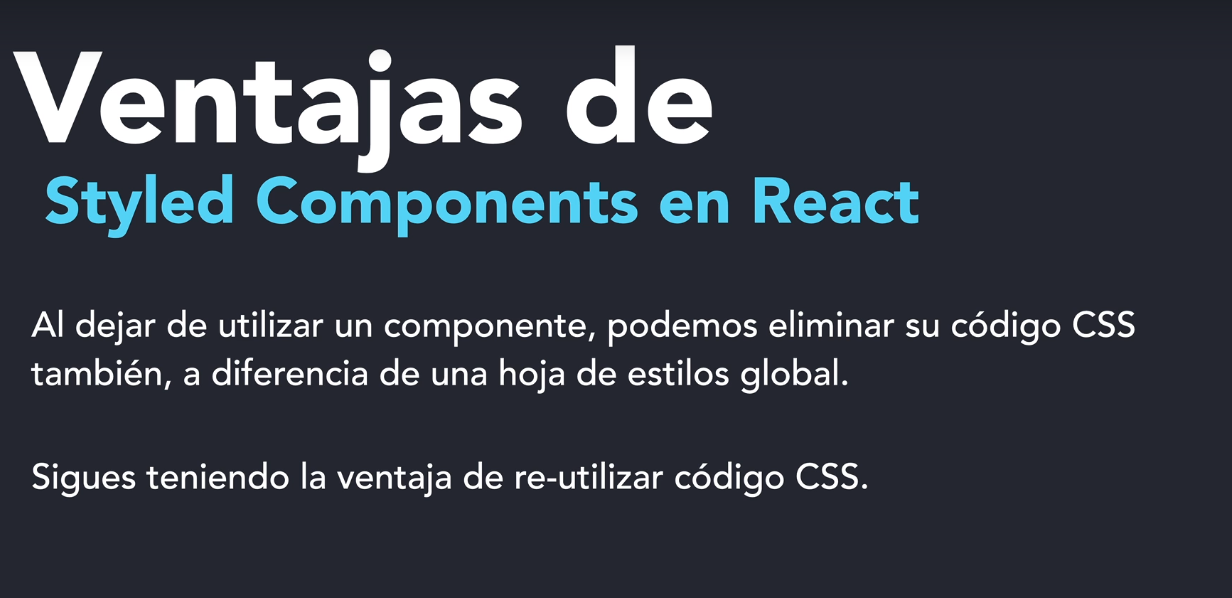 Ventajas de
Styled Components en React
Al dejar de utilizar un componente, podemos eliminar su código CSS
también, a diferencia de una hoja de estilos global.
Sigues teniendo la ventaja de re-utilizar código CSS.